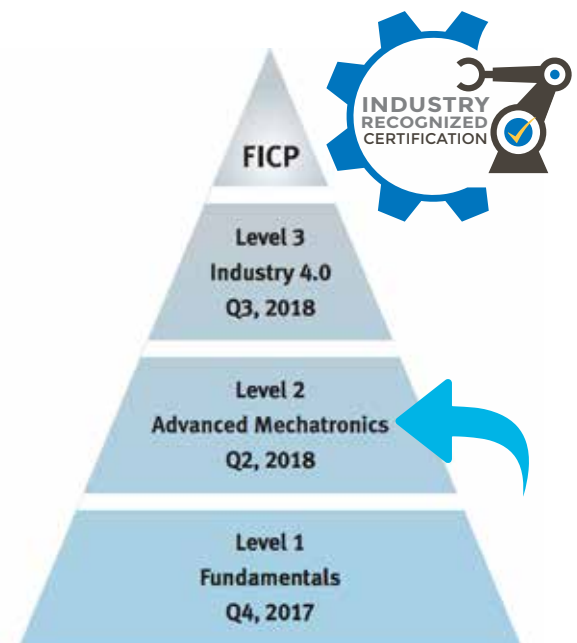 INDUSTRY
RECOGNIZED
CERTIFICATION
FICP
Level 3
Industry 4.0
Q3, 2018
Level 2
Advanced Mechatronics
Q2, 2018
Level 1
Fundamentals
Q4, 2017